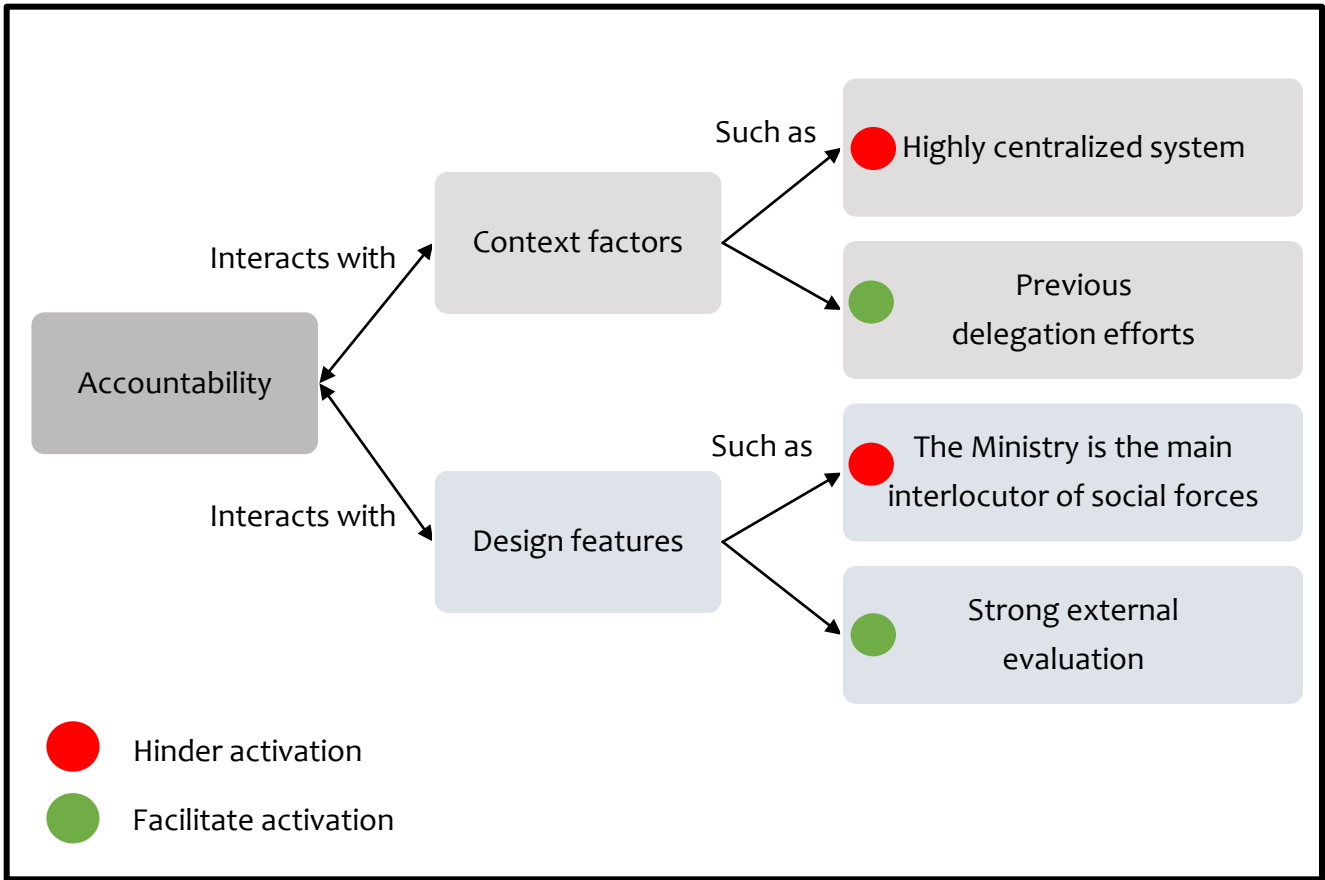 Such as
Highly centralized system
Context factors
Interacts with
Previous
delegation efforts
Accountability
Such as
The Ministry is the main
interlocutor of social forces
Interacts with
Design features
Strong external
evaluation
Hinder activation
Facilitate activation